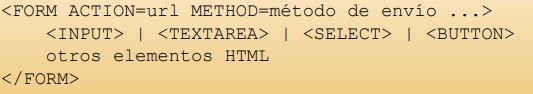 <FORM ACTION=url METHOD=método de envío ...>
<INPUT> | <TEXTAREA> | <SELECT> | <BUTTON>
otros elementos HTML
</FORM>